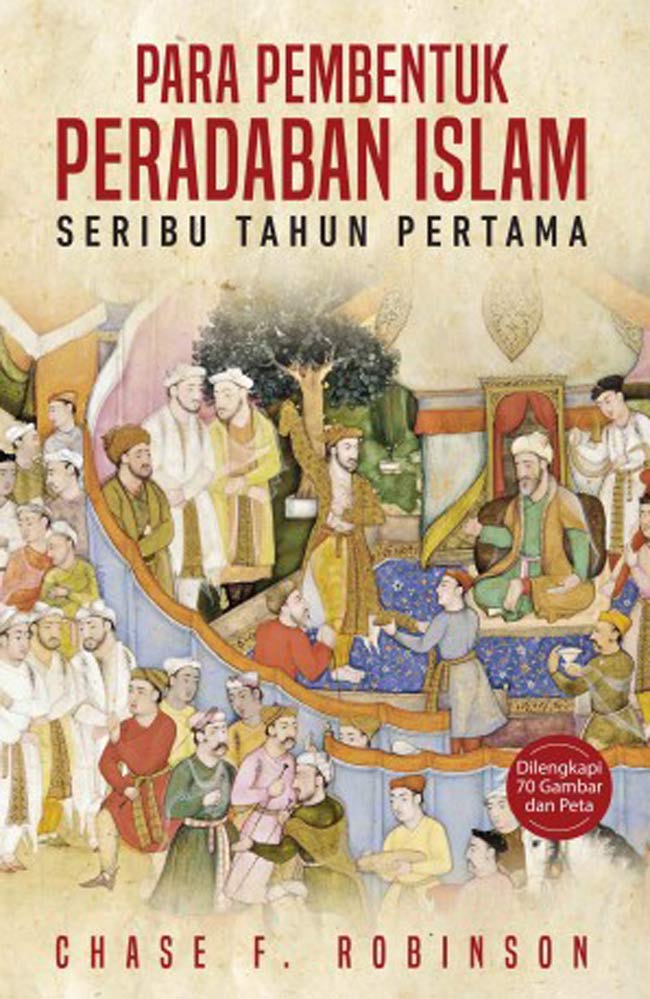 PARA PEMBENTUK
PERADABAN ISLAM
SERIBU TAHUN PERTAMA
Dilengkapi
70 Gambar
dan Peta
CHASE F. ROBINSON